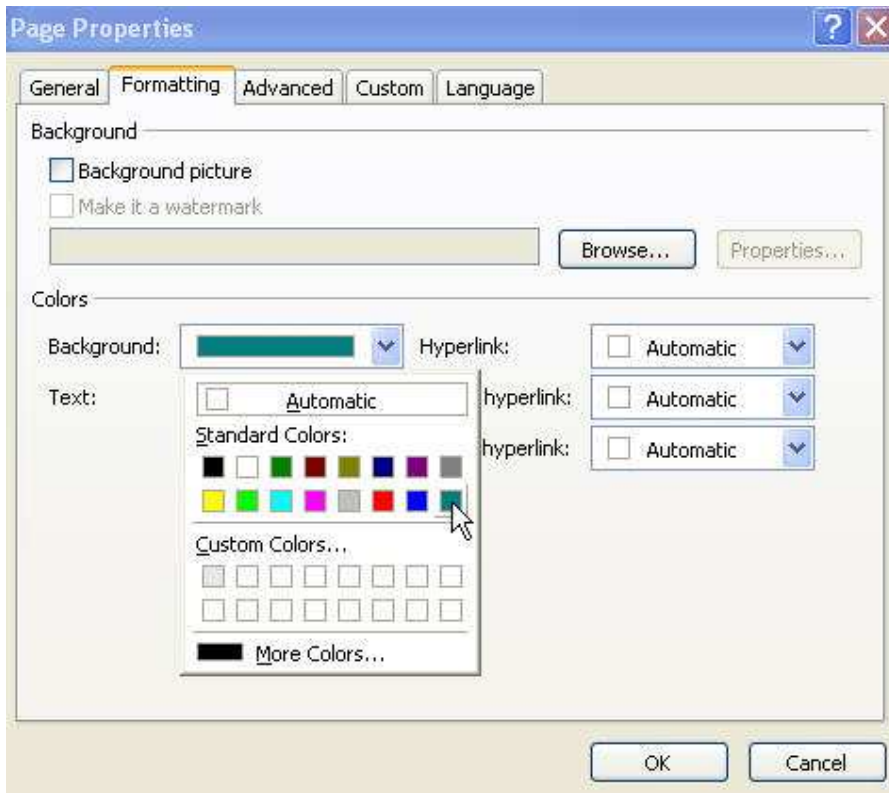 Page Properties
General Formatting Advanced Custom Language
Background
Background picture
Make it a watermark
Browse... Properties...
Colors
Background: Hyperlink: Automatic
Text: Automatic hyperlink: Automatic
Standard Colors:
hyperlink: Automatic
Custom Colors...
More Colors...
OK Cancel